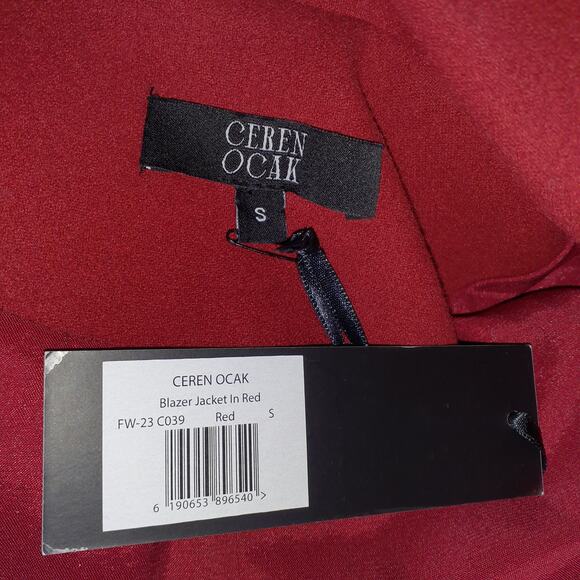 CEREN
OCAK
S
CEREN OCAK
Blazer Jacket In Red
FW-23 C039 Red S
6 190653 896540 >